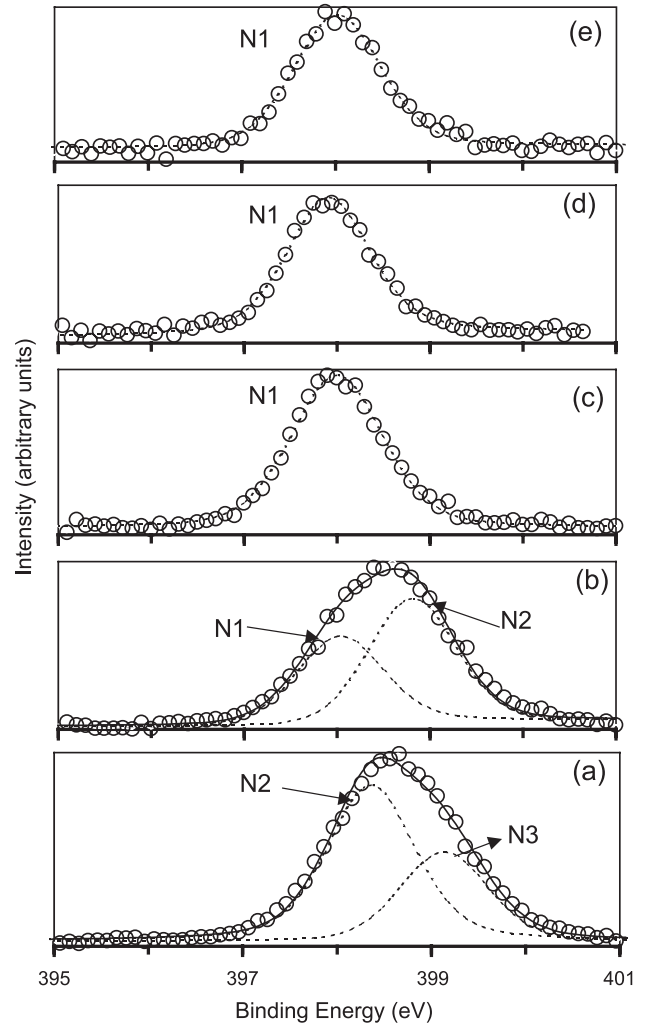 N1 (e)
N1 (d)
N1 (c)
N1 N2 (b)
N2 N3 (a)
Intensity (arbitrary units)
395 397 399 401
Binding Energy (eV)